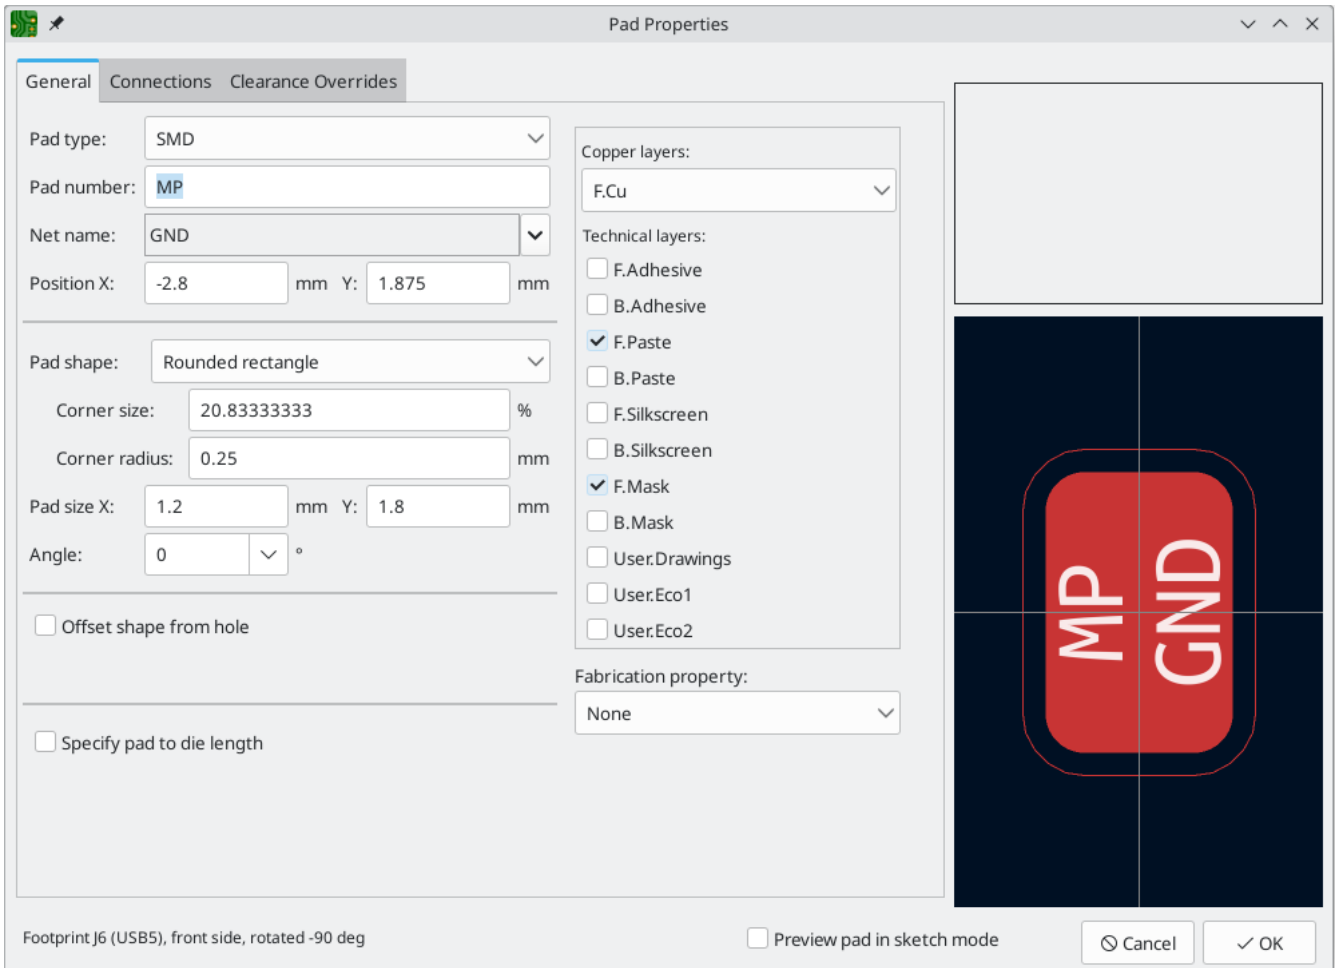 Pad Properties
General Connections Clearance Overrides
Pad type: SMD
Pad number: MP
Net name: GND
Position X: -2.8 mm Y: 1.875 mm
Pad shape: Rounded rectangle
Corner size: 20.83333333 %
Corner radius: 0.25 mm
Pad size X: 1.2 mm Y: 1.8 mm
Angle: 0 °
Offset shape from hole
Specify pad to die length
Copper layers:
F.Cu
Technical layers:
F.Adhesive
B.Adhesive
F.Paste
B.Paste
F.Silkscreen
B.Silkscreen
F.Mask
B.Mask
User.Drawings
User.Eco1
User.Eco2
Fabrication property:
None
MP
GND
Footprint J6 (USB5), front side, rotated -90 deg
Preview pad in sketch mode
Cancel
OK